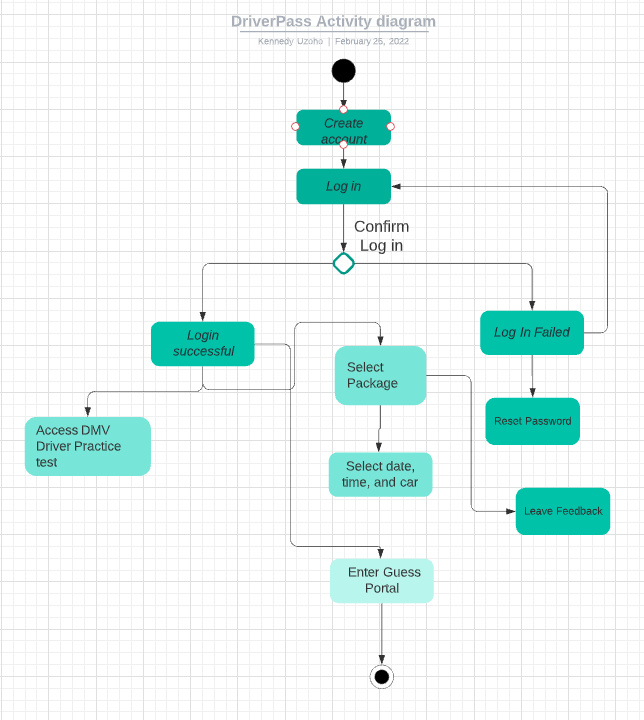 DriverPass Activity diagram
Kennedy Uzoho | February 26, 2022
Create
account
Log in
Confirm
Log in
Login
successful
Log In Failed
Select
Package
Reset Password
Access DMV
Driver Practice
test
Select date,
time, and car
Leave Feedback
Enter Guess
Portal